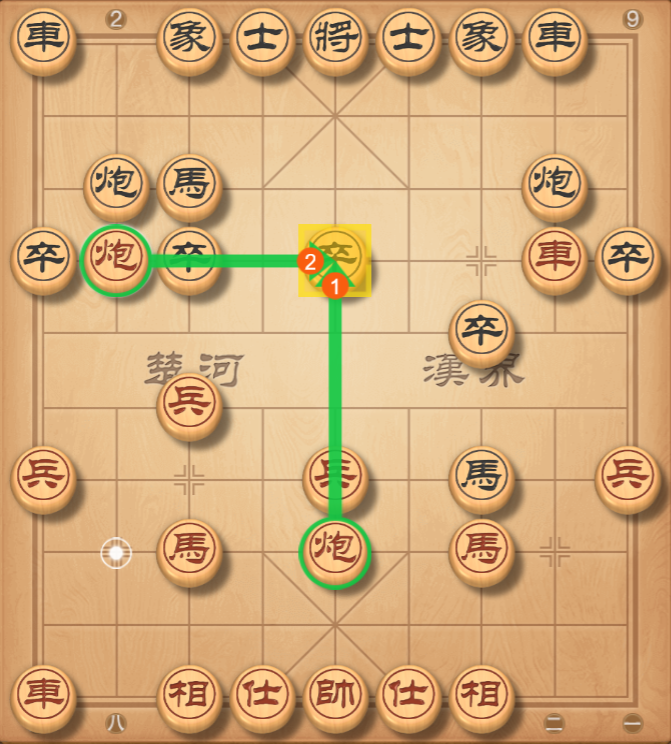 2 9
車 象 士 將 士 象 車
炮 馬 炮
卒 炮 卒 2 卒 車 卒
1
卒
楚河 漢界
兵
兵 兵 馬 兵
馬 炮 馬
車 相 仕 帥 仕 相
八 二 一